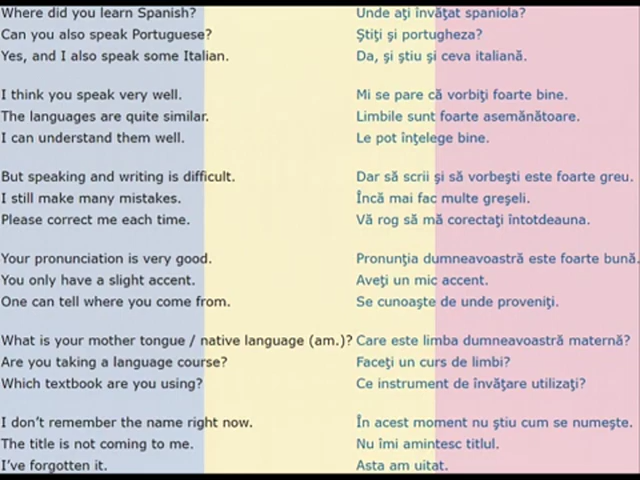 Where did you learn Spanish? Unde aţi învăţat spaniola?
Can you also speak Portuguese? Ştiţi şi portugheza?
Yes, and I also speak some Italian. Da, şi ştiu şi ceva italiană.
I think you speak very well. Mi se pare că vorbiţi foarte bine.
The languages are quite similar. Limbile sunt foarte asemănătoare.
I can understand them well. Le pot înţelege bine.
But speaking and writing is difficult. Dar să scrii şi să vorbeşti este foarte greu.
I still make many mistakes. Încă mai fac multe greşeli.
Please correct me each time. Vă rog să mă corectaţi întotdeauna.
Your pronunciation is very good. Pronunţia dumneavoastră este foarte bună.
You only have a slight accent. Aveţi un mic accent.
One can tell where you come from. Se cunoaşte de unde proveniţi.
What is your mother tongue / native language (am.)? Care este limba dumneavoastră maternă?
Are you taking a language course? Faceţi un curs de limbi?
Which textbook are you using? Ce instrument de învăţare utilizaţi?
I don’t remember the name right now. În acest moment nu ştiu cum se numeşte.
The title is not coming to me. Nu îmi amintesc titlul.
I’ve forgotten it. Asta am uitat.